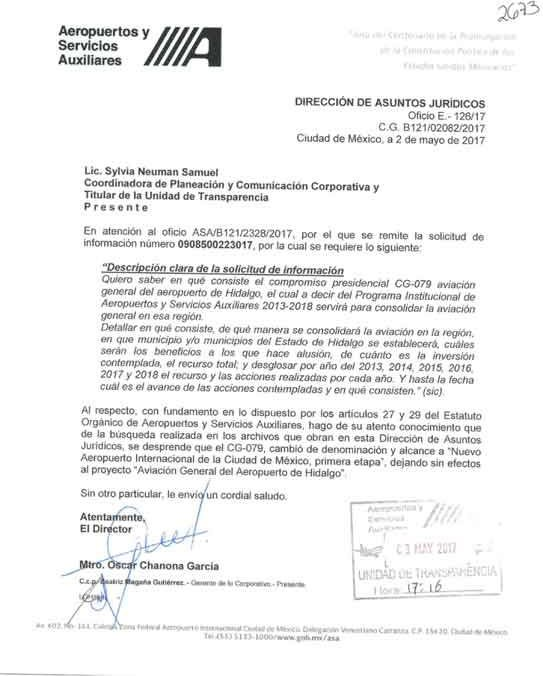 2673
Aeropuertos y
Servicios
Auxiliares
"Año del Centenario de la Promulgación
de la Constitución Política de los
Estados Unidos Mexicanos"
DIRECCIÓN DE ASUNTOS JURÍDICOS
Oficio E.- 126/17
C.G. B121/02082/2017
Ciudad de México, a 2 de mayo de 2017
Lic. Sylvia Neuman Samuel
Coordinadora de Planeación y Comunicación Corporativa y
Titular de la Unidad de Transparencia
P r e s e n t e
En atención al oficio ASA/B121/2328/2017, por el que se remite la solicitud de
información número 0908500223017, por la cual se requiere lo siguiente:
"Descripción clara de la solicitud de información
Quiero saber en qué consiste el compromiso presidencial CG-079 aviación
general del aeropuerto de Hidalgo, el cual a decir del Programa Institucional de
Aeropuertos y Servicios Auxiliares 2013-2018 servirá para consolidar la aviación
general en esa región.
Detallar en qué consiste, de qué manera se consolidará la aviación en la región,
en que municipio y/o municipios del Estado de Hidalgo se establecerá, cuáles
serán los beneficios a los que hace alusión, de cuánto es la inversión
contemplada, el recurso total; y desglosar por año del 2013, 2014, 2015, 2016,
2017 y 2018 el recurso y las acciones realizadas por cada año. Y hasta la fecha
cuál es el avance de las acciones contempladas y en qué consisten." (sic).
Al respecto, con fundamento en lo dispuesto por los artículos 27 y 29 del Estatuto
Orgánico de Aeropuertos y Servicios Auxiliares, hago de su atento conocimiento que
de la búsqueda realizada en los archivos que obran en esta Dirección de Asuntos
Jurídicos, se desprende que el CG-079, cambió de denominación y alcance a "Nuevo
Aeropuerto Internacional de la Ciudad de México, primera etapa", dejando sin efectos
al proyecto "Aviación General del Aeropuerto de Hidalgo".
Sin otro particular, le envío un cordial saludo.
Atentamente,
El Director
Mtro. Oscar Chanona García
C.c.p. Beatriz Magaña Gutiérrez.- Gerente de lo Corporativo.- Presente.
Aeropuertos y
Servicios
Auxiliares
03 MAY 2017
UNIDAD DE TRANSPARENCIA
Hora: 17:16
Av. 602, No. 161, Colonia Zona Federal Aeropuerto Internacional Ciudad de México, Delegación Venustiano Carranza, C.P. 15620, Ciudad de México.
Tel.(55) 5133-1000/www.gob.mx/asa